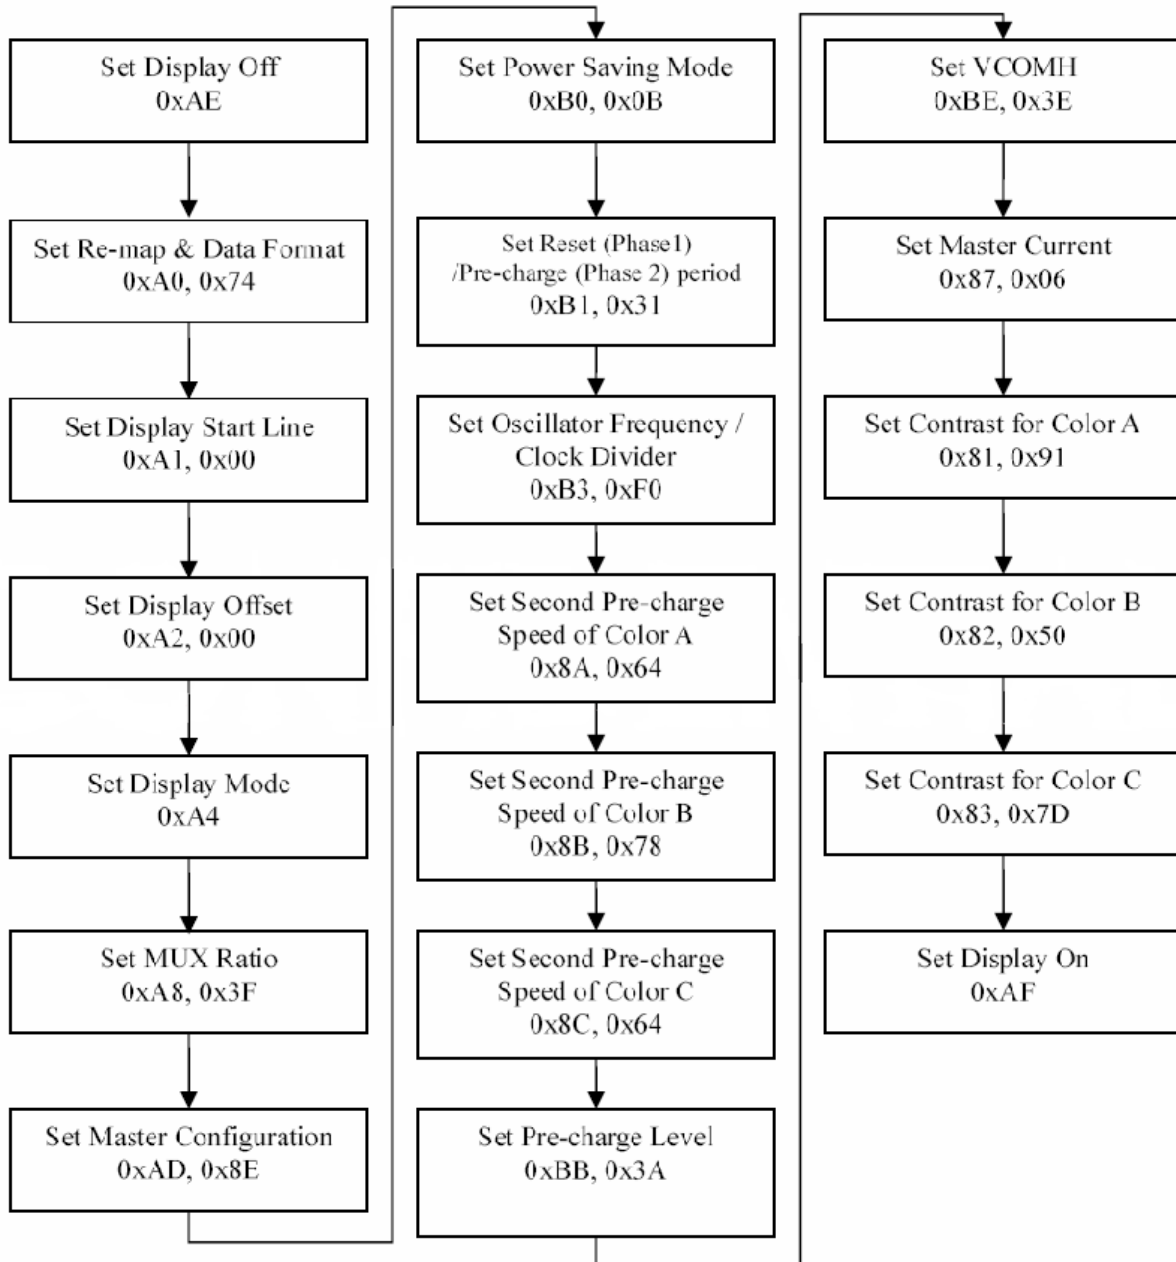 Set Display Off
0xAE
Set Re-map & Data Format
0xA0, 0x74
Set Display Start Line
0xA1, 0x00
Set Display Offset
0xA2, 0x00
Set Display Mode
0xA4
Set MUX Ratio
0xA8, 0x3F
Set Master Configuration
0xAD, 0x8E
Set Power Saving Mode
0xB0, 0x0B
Set Reset (Phase1)
/Pre-charge (Phase 2) period
0xB1, 0x31
Set Oscillator Frequency /
Clock Divider
0xB3, 0xF0
Set Second Pre-charge
Speed of Color A
0x8A, 0x64
Set Second Pre-charge
Speed of Color B
0x8B, 0x78
Set Second Pre-charge
Speed of Color C
0x8C, 0x64
Set Pre-charge Level
0xBB, 0x3A
Set VCOMH
0xBE, 0x3E
Set Master Current
0x87, 0x06
Set Contrast for Color A
0x81, 0x91
Set Contrast for Color B
0x82, 0x50
Set Contrast for Color C
0x83, 0x7D
Set Display On
0xAF